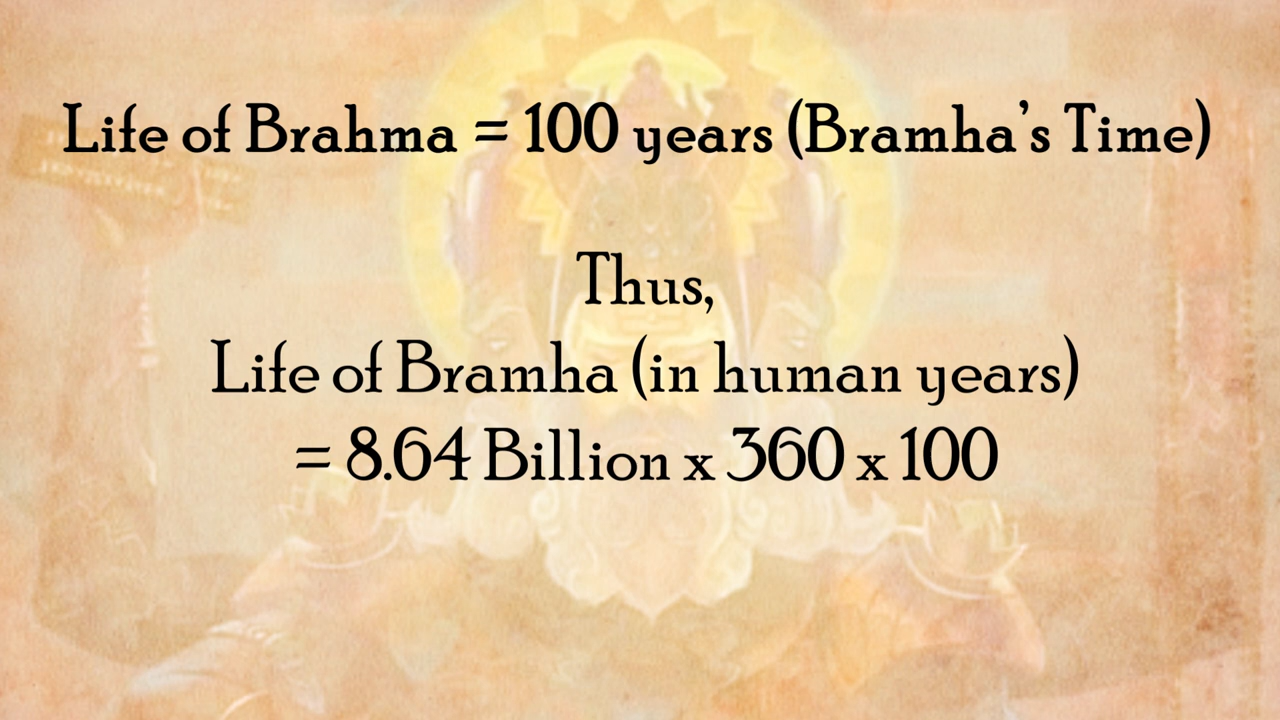 Life of Brahma = 100 years (Bramha's Time)
Thus,
Life of Bramha (in human years)
= 8.64 Billion x 360 x 100